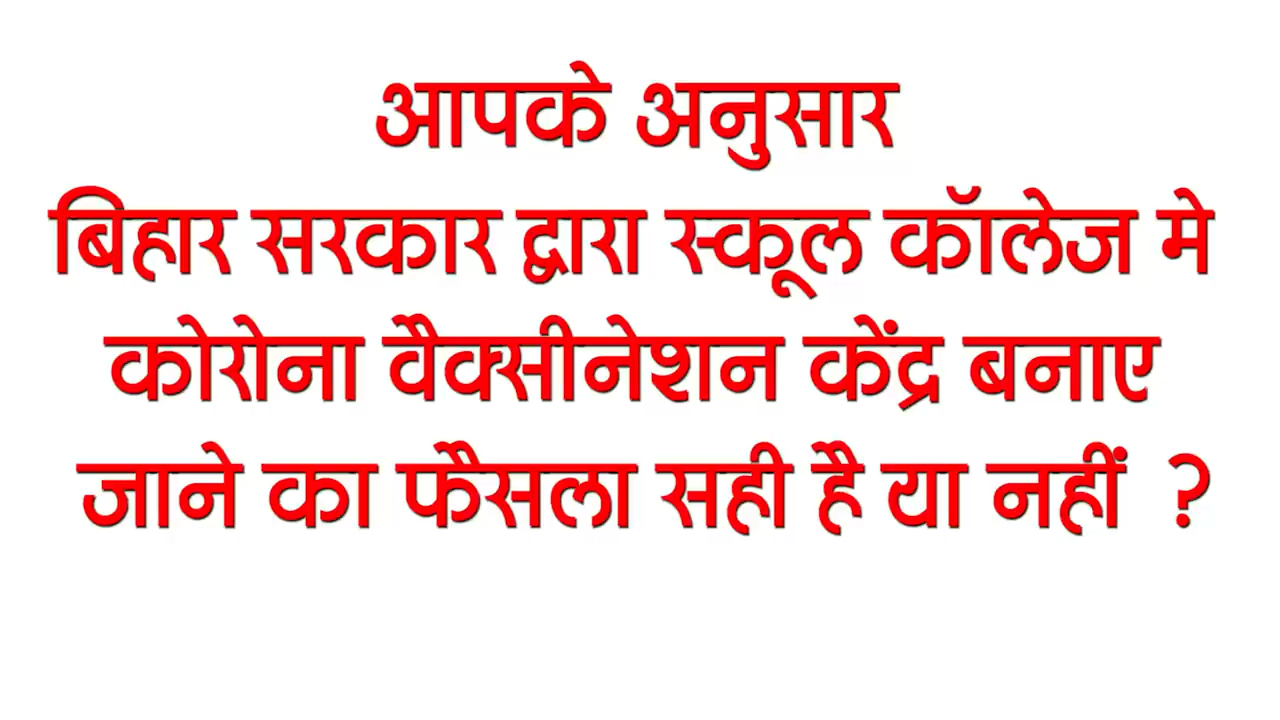 आपके अनुसार
बिहार सरकार द्वारा स्कूल कॉलेज मे
कोरोना वैक्सीनेशन केंद्र बनाए
जाने का फैसला सही है या नहीं ?